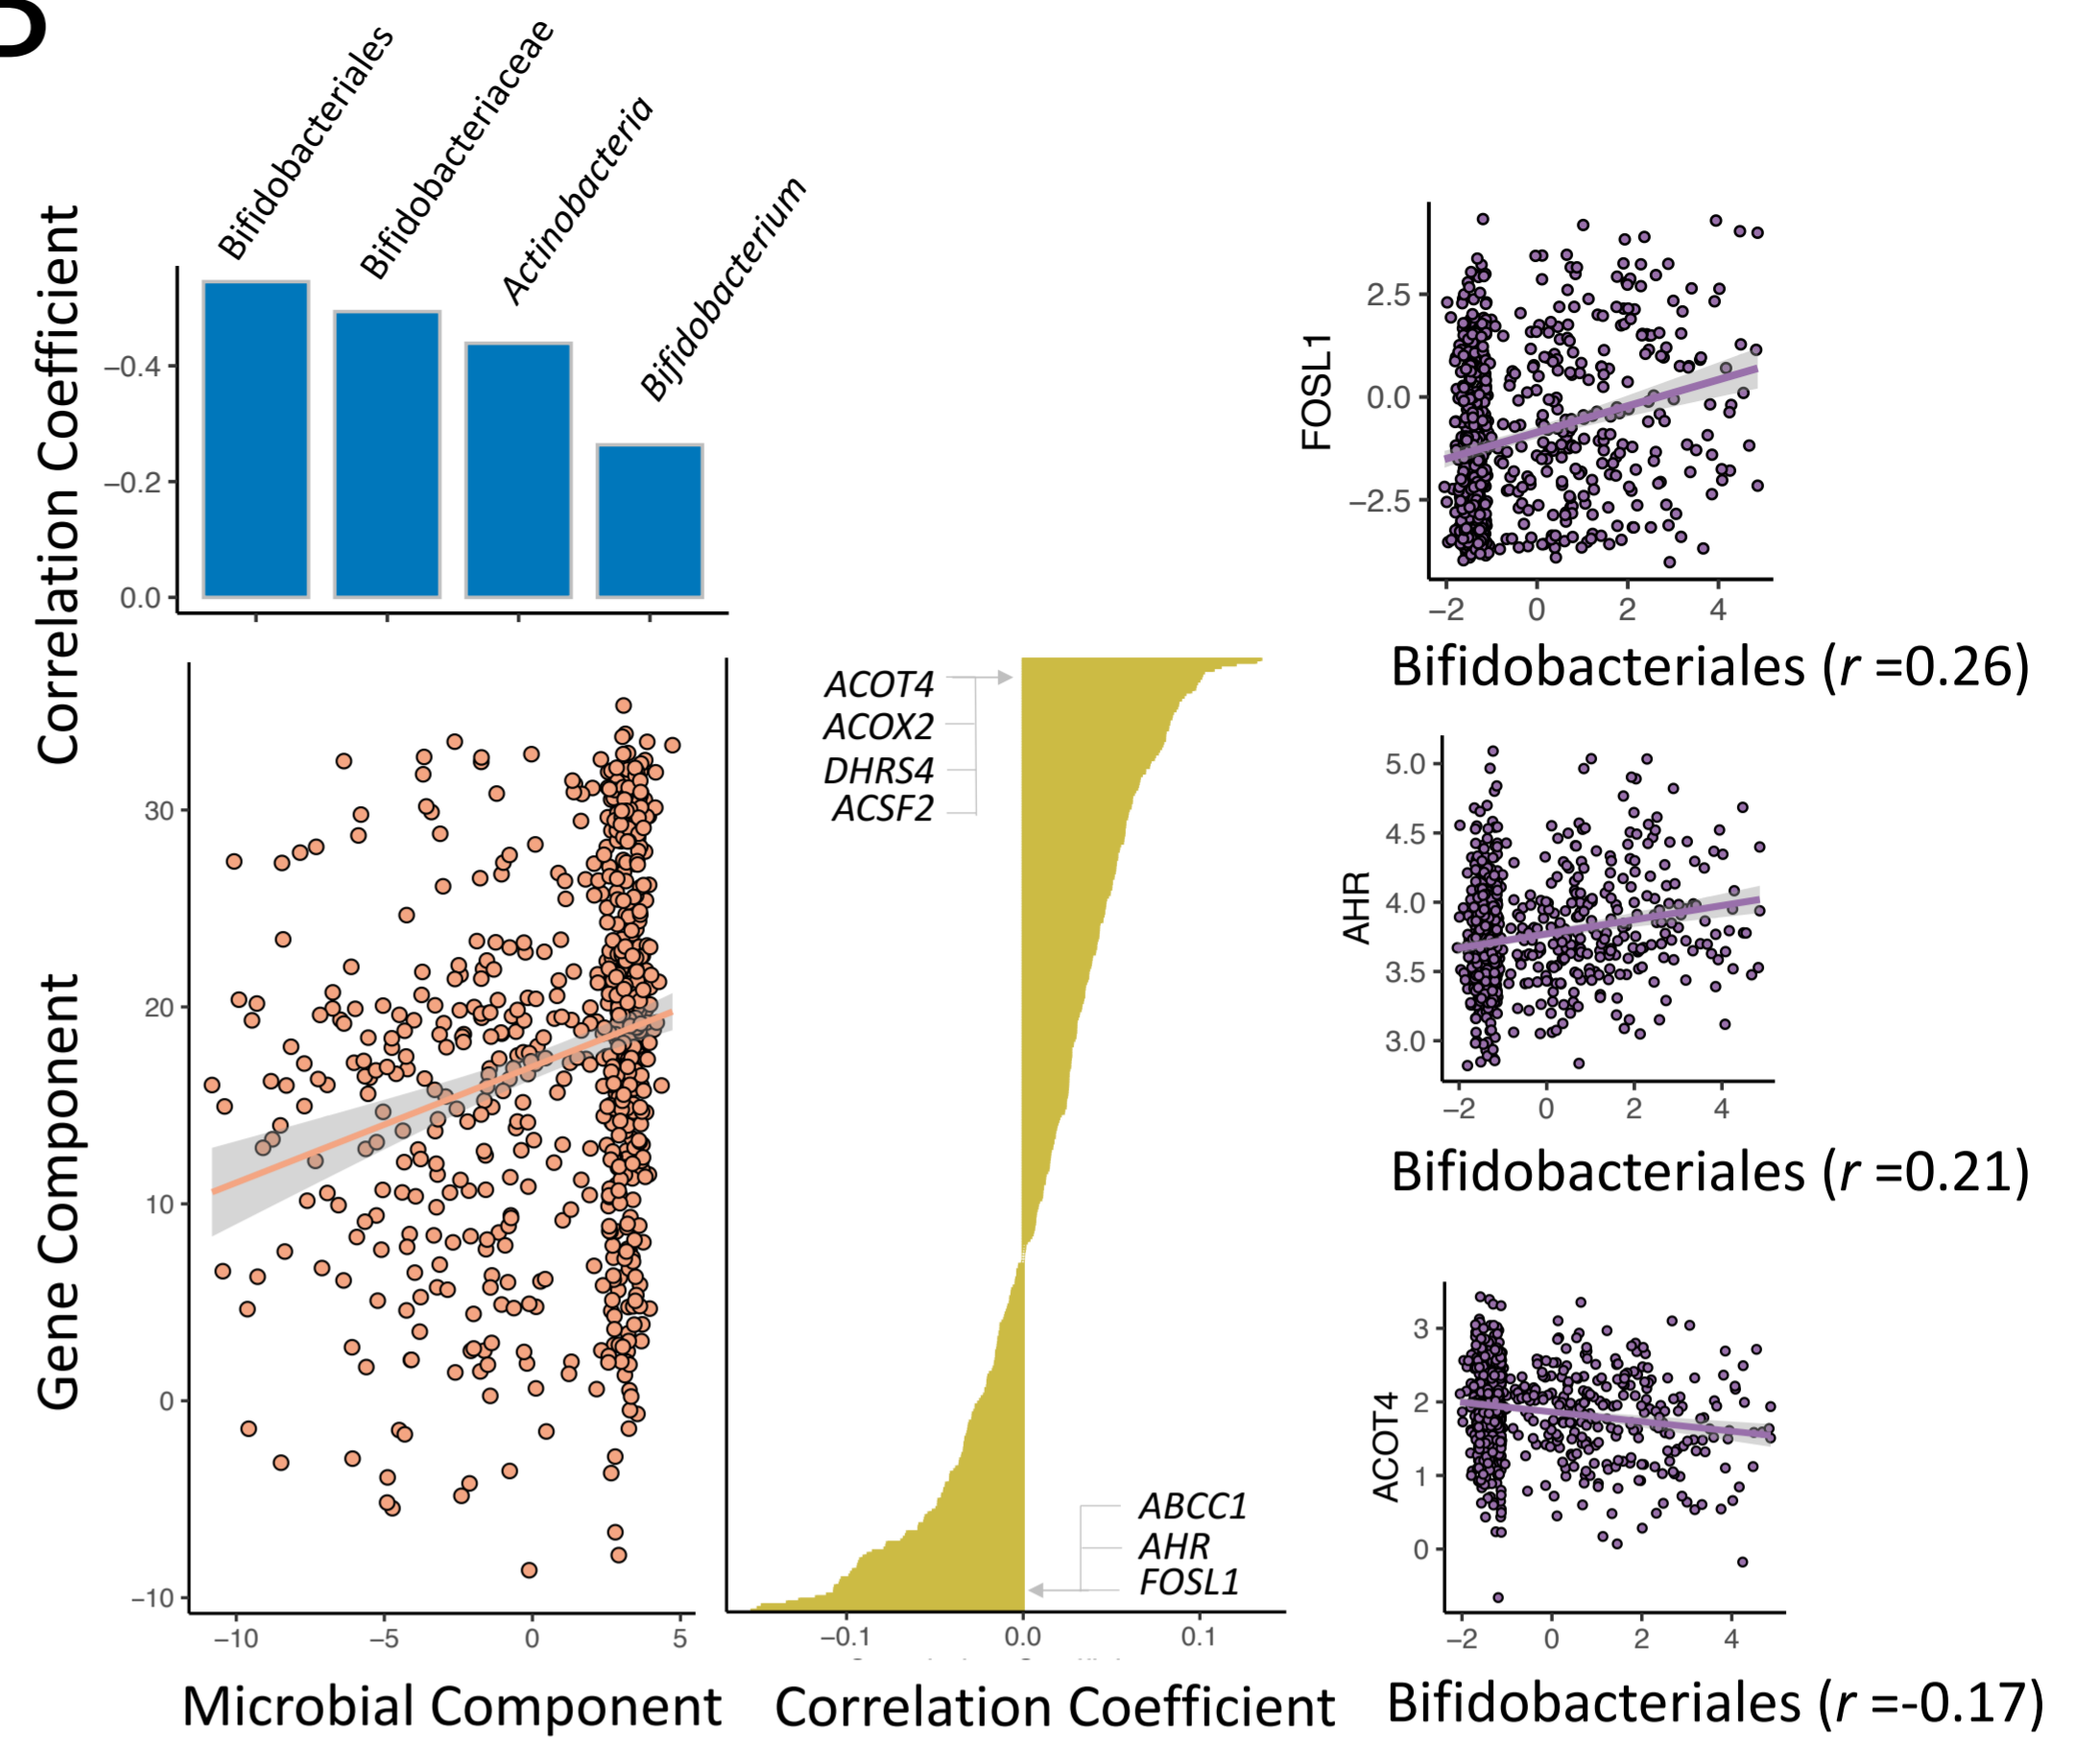 Bifidobacteriales
Bifidobacteriaceae
Actinobacteria
Bifidobacterium
Correlation Coefficient
−0.4
−0.2
0.0
Gene Component
30
20
10
0
−10
−10
−5
0
5
Microbial Component
ACOT4
ACOX2
DHRS4
ACSF2
ABCC1
AHR
FOSL1
−0.1
0.0
0.1
Correlation Coefficient
FOSL1
2.5
0.0
−2.5
−2
0
2
4
Bifidobacteriales (r =0.26)
AHR
5.0
4.5
4.0
3.5
3.0
−2
0
2
4
Bifidobacteriales (r =0.21)
ACOT4
3
2
1
0
−2
0
2
4
Bifidobacteriales (r =-0.17)